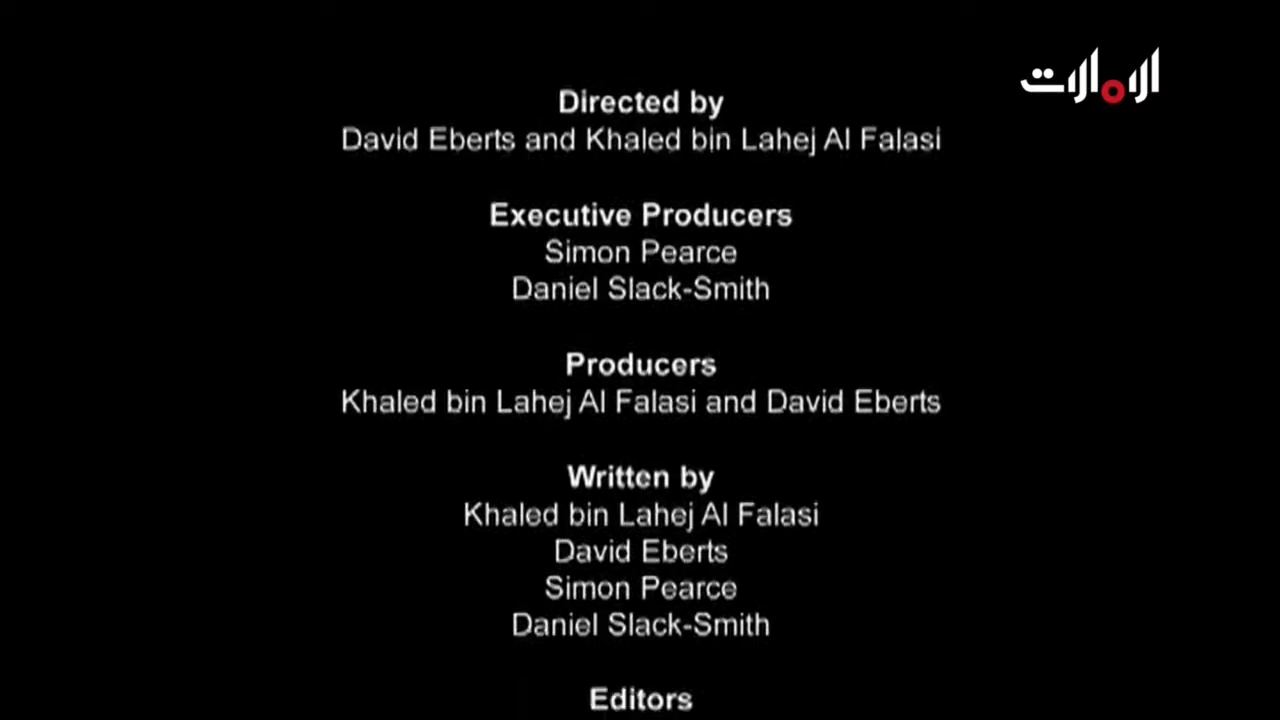 الإمارات
Directed by
David Eberts and Khaled bin Lahej Al Falasi
Executive Producers
Simon Pearce
Daniel Slack-Smith
Producers
Khaled bin Lahej Al Falasi and David Eberts
Written by
Khaled bin Lahej Al Falasi
David Eberts
Simon Pearce
Daniel Slack-Smith
Editors